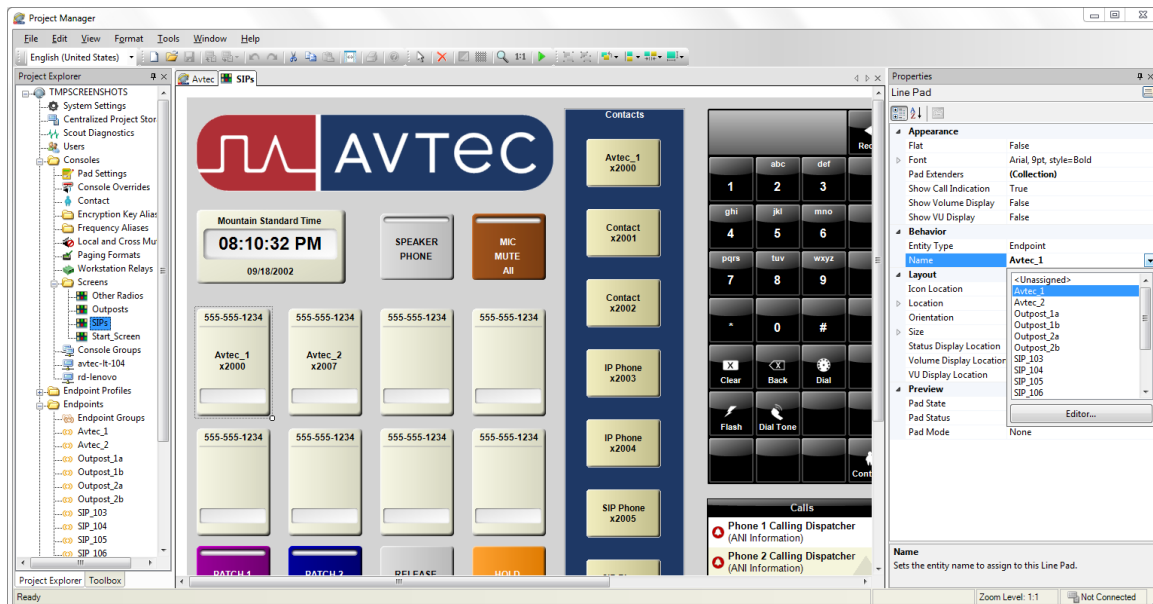 Project Manager
File Edit View Format Tools Window Help
English (United States)
1:1
Project Explorer
TMPSCREENSHOTS
System Settings
Centralized Project Stor
Scout Diagnostics
Users
Consoles
Pad Settings
Console Overrides
Contact
Encryption Key Alias
Frequency Aliases
Local and Cross Mu
Paging Formats
Workstation Relays
Screens
Other Radios
Outposts
SIPs
Start_Screen
Console Groups
avtec-lt-104
rd-lenovo
Endpoint Profiles
Endpoints
Endpoint Groups
Avtec_1
Avtec_2
Outpost_1a
Outpost_1b
Outpost_2a
Outpost_2b
SIP_103
SIP_104
SIP_105
SIP_106
Project Explorer Toolbox
Avtec SIPs
AVTEC
Mountain Standard Time
08:10:32 PM
09/18/2002
SPEAKER
PHONE
MIC
MUTE
All
555-555-1234 555-555-1234 555-555-1234 555-555-1234
Avtec_1
x2000
Avtec_2
x2007
555-555-1234 555-555-1234 555-555-1234 555-555-1234
PATCH 1 PATCH 2 RELEASE HOLD
Contacts
Avtec_1
x2000
Contact
x2001
Contact
x2002
IP Phone
x2003
IP Phone
x2004
SIP Phone
x2005
Rec
abc def
1 2 3
ghi jkl mno
4 5 6
pqrs tuv wxyz
7 8 9
* 0 #
Clear Back Dial
Flash Dial Tone
Cont
Calls
Phone 1 Calling Dispatcher
(ANI Information)
Phone 2 Calling Dispatcher
(ANI Information)
Properties
Line Pad
Appearance
Flat False
Font Arial, 9pt, style=Bold
Pad Extenders (Collection)
Show Call Indication True
Show Volume Display False
Show VU Display False
Behavior
Entity Type Endpoint
Name Avtec_1
Layout
Icon Location
Location
Orientation
Size
Status Display Location
Volume Display Location
VU Display Location
Preview
Pad State
Pad Status
Pad Mode None
<Unassigned>
Avtec_1
Avtec_2
Outpost_1a
Outpost_1b
Outpost_2a
Outpost_2b
SIP_103
SIP_104
SIP_105
SIP_106
Editor...
Name
Sets the entity name to assign to this Line Pad.
Ready
Zoom Level: 1:1 Not Connected